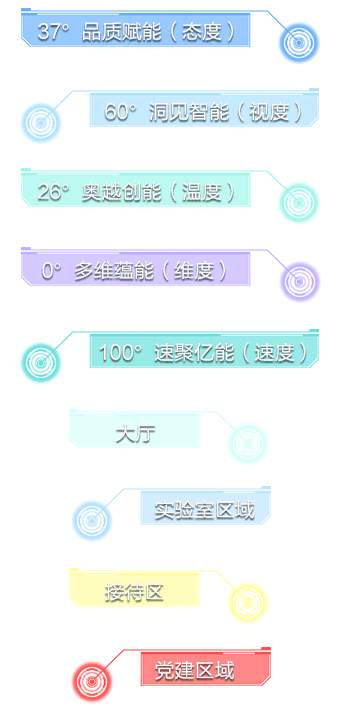 37° 品质赋能（态度）
60° 洞见智能（视度）
26° 奥越创能（温度）
0° 多维蕴能（维度）
100° 速聚亿能（速度）
大厅
实验室区域
接待区
党建区域